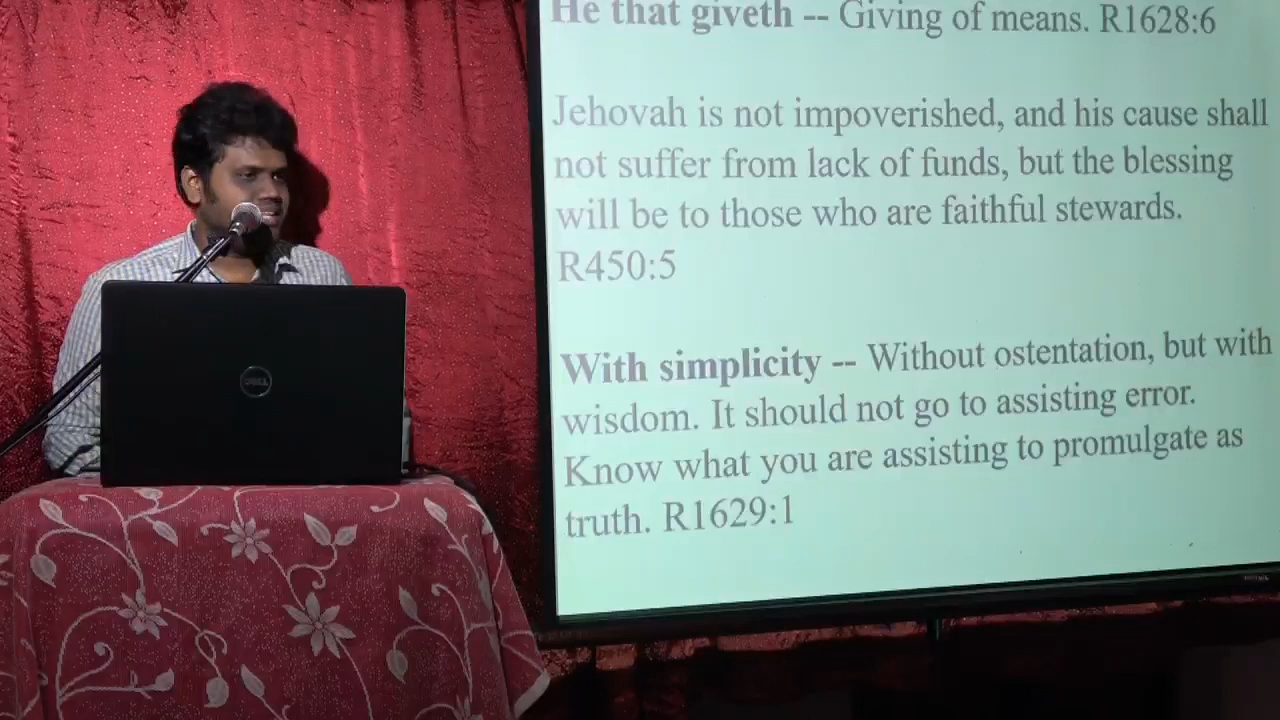 He that giveth -- Giving of means. R1628:6
Jehovah is not impoverished, and his cause shall
not suffer from lack of funds, but the blessing
will be to those who are faithful stewards.
R450:5
With simplicity -- Without ostentation, but with
wisdom. It should not go to assisting error.
Know what you are assisting to promulgate as
truth. R1629:1
DELL